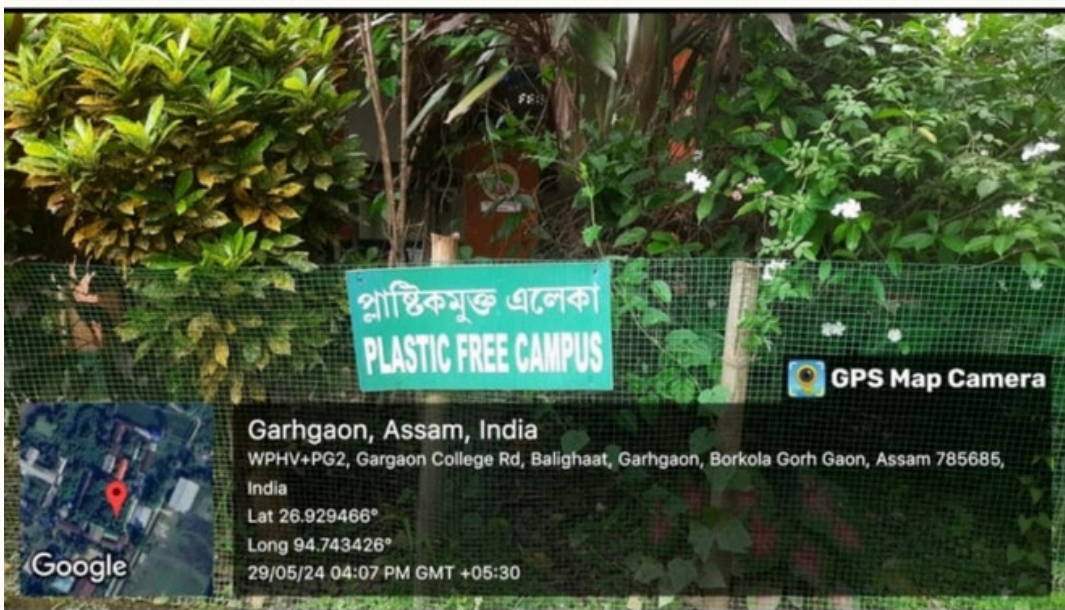 প্লাষ্টিকমুক্ত এলেকা
PLASTIC FREE CAMPUS
GPS Map Camera
Garhgaon, Assam, India
WPHV+PG2, Gargaon College Rd, Balighaat, Garhgaon, Borkola Gorh Gaon, Assam 785685,
India
Lat 26.929466°
Long 94.743426°
29/05/24 04:07 PM GMT +05:30
Google